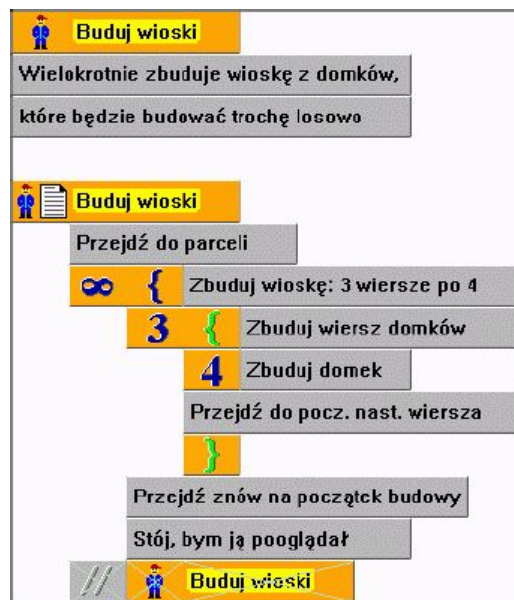 Buduj wioski
Wielokrotnie zbuduje wioskę z domków,
które będzie budować trochę losowo
Buduj wioski
Przejdź do parceli
∞ { Zbuduj wioskę: 3 wiersze po 4
3 { Zbuduj wiersz domków
4 Zbuduj domek
Przejdź do pocz. nast. wiersza
}
Przejdź znów na początek budowy
Stój, bym ją pooglądał
// Buduj wioski